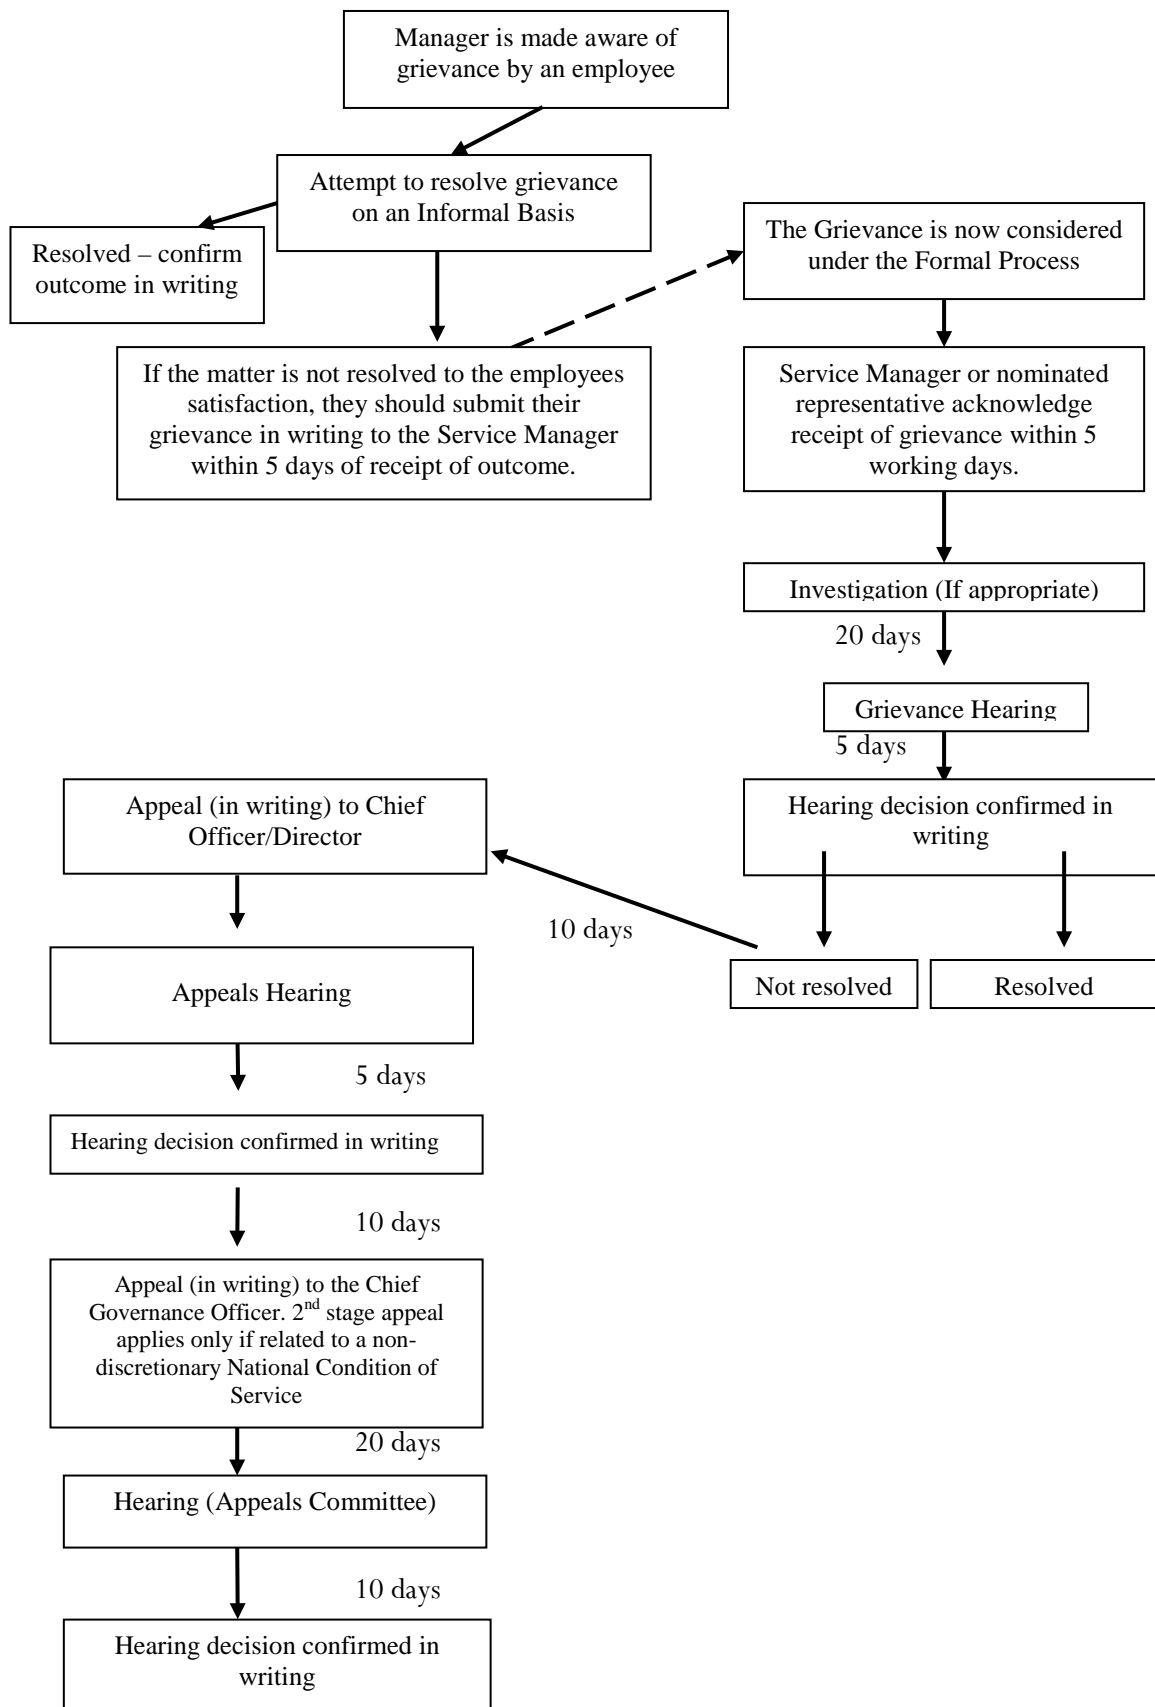 Manager is made aware of
grievance by an employee
Attempt to resolve grievance
on an Informal Basis
Resolved – confirm
outcome in writing
If the matter is not resolved to the employees
satisfaction, they should submit their
grievance in writing to the Service Manager
within 5 days of receipt of outcome.
The Grievance is now considered
under the Formal Process
Service Manager or nominated
representative acknowledge
receipt of grievance within 5
working days.
Investigation (If appropriate)
20 days
Grievance Hearing
5 days
Hearing decision confirmed in
writing
Not resolved
Resolved
10 days
Appeal (in writing) to Chief
Officer/Director
Appeals Hearing
5 days
Hearing decision confirmed in writing
10 days
Appeal (in writing) to the Chief
Governance Officer. 2nd stage appeal
applies only if related to a non-
discretionary National Condition of
Service
20 days
Hearing (Appeals Committee)
10 days
Hearing decision confirmed in
writing